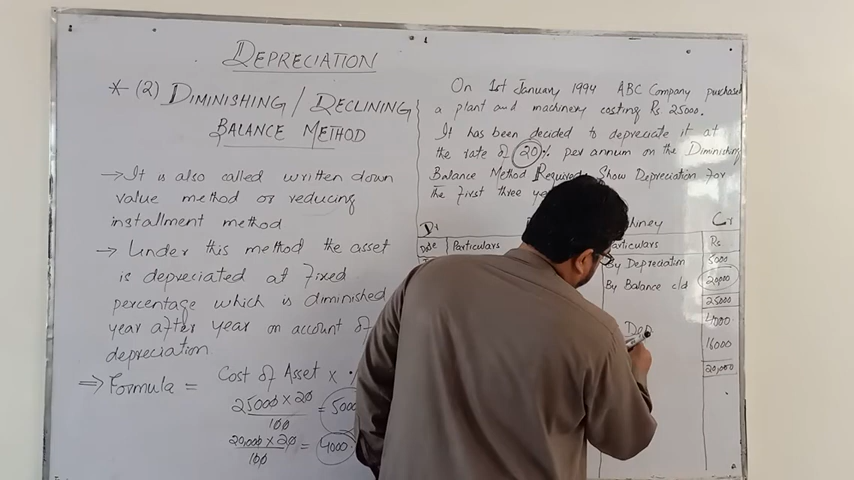 DEPRECIATION
* (2) DIMINISHING / DECLINING
BALANCE METHOD
→ It is also called written down
value method or reducing
installment method
→ Under this method the asset
is depreciated at fixed
percentage which is diminished
year after year on account of
depreciation
⇒ Formula = Cost of Asset × %
25000 × 20 / 100 = 5000
20,000 × 20 / 100 = 4000
On 1st January 1994 ABC Company purchased
a plant and machinery costing Rs 25000.
It has been decided to depreciate it at
the rate of 20% per annum on the Diminishing
Balance Method Required: Show Depreciation for
the first three
Dr Cr
Date Particulars Particulars Rs
By Depreciation 5000
By Balance c/d 20,000
25000
Dep 4000
16000
20,000